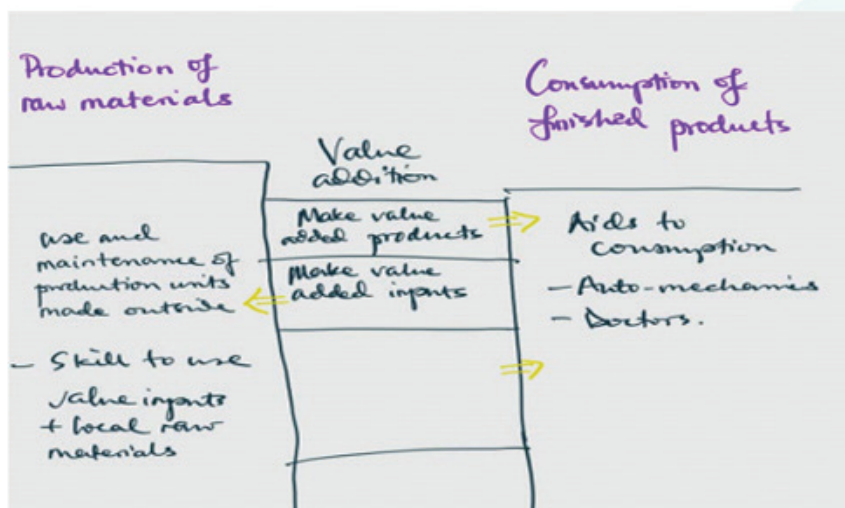 Production of
raw materials
use and
maintenance of
production units
made outside
- Skill to use
value inputs
+ local raw
materials
Value
addition
Make value
added products
Make value
added inputs
Consumption of
finished products
Aids to
consumption
- Auto-mechanics
- Doctors.